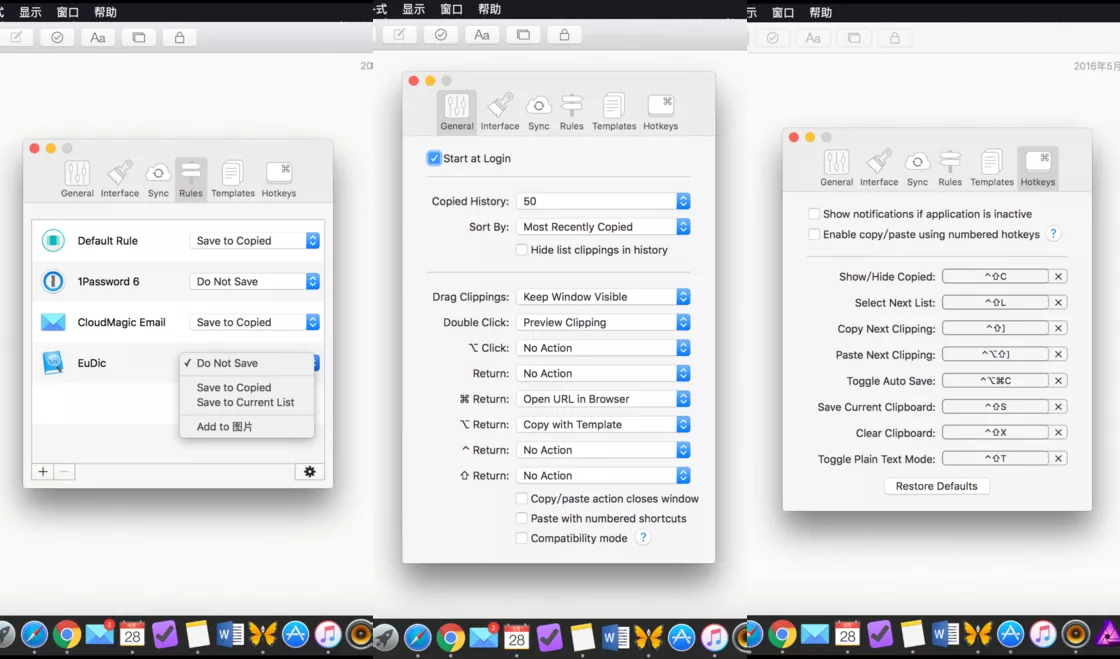 式 显示 窗口 帮助
Aa
General Interface Sync Rules Templates Hotkeys
Default Rule Save to Copied
1Password 6 Do Not Save
CloudMagic Email Save to Copied
EuDic ✓ Do Not Save
Save to Copied
Save to Current List
Add to 图片
+ −
2
28
W
式 显示 窗口 帮助
Aa
General Interface Sync Rules Templates Hotkeys
Start at Login
Copied History: 50
Sort By: Most Recently Copied
Hide list clippings in history
Drag Clippings: Keep Window Visible
Double Click: Preview Clipping
⌥ Click: No Action
Return: No Action
⌘ Return: Open URL in Browser
⌥ Return: Copy with Template
^ Return: No Action
⇧ Return: No Action
Copy/paste action closes window
Paste with numbered shortcuts
Compatibility mode ?
2
28
W
示 窗口 帮助
Aa
2016年5月
General Interface Sync Rules Templates Hotkeys
Show notifications if application is inactive
Enable copy/paste using numbered hotkeys ?
Show/Hide Copied: ^⇧C
Select Next List: ^⇧L
Copy Next Clipping: ^⇧]
Paste Next Clipping: ^⌥⇧]
Toggle Auto Save: ^⌥⌘C
Save Current Clipboard: ^⇧S
Clear Clipboard: ^⇧X
Toggle Plain Text Mode: ^⇧T
Restore Defaults
28
W